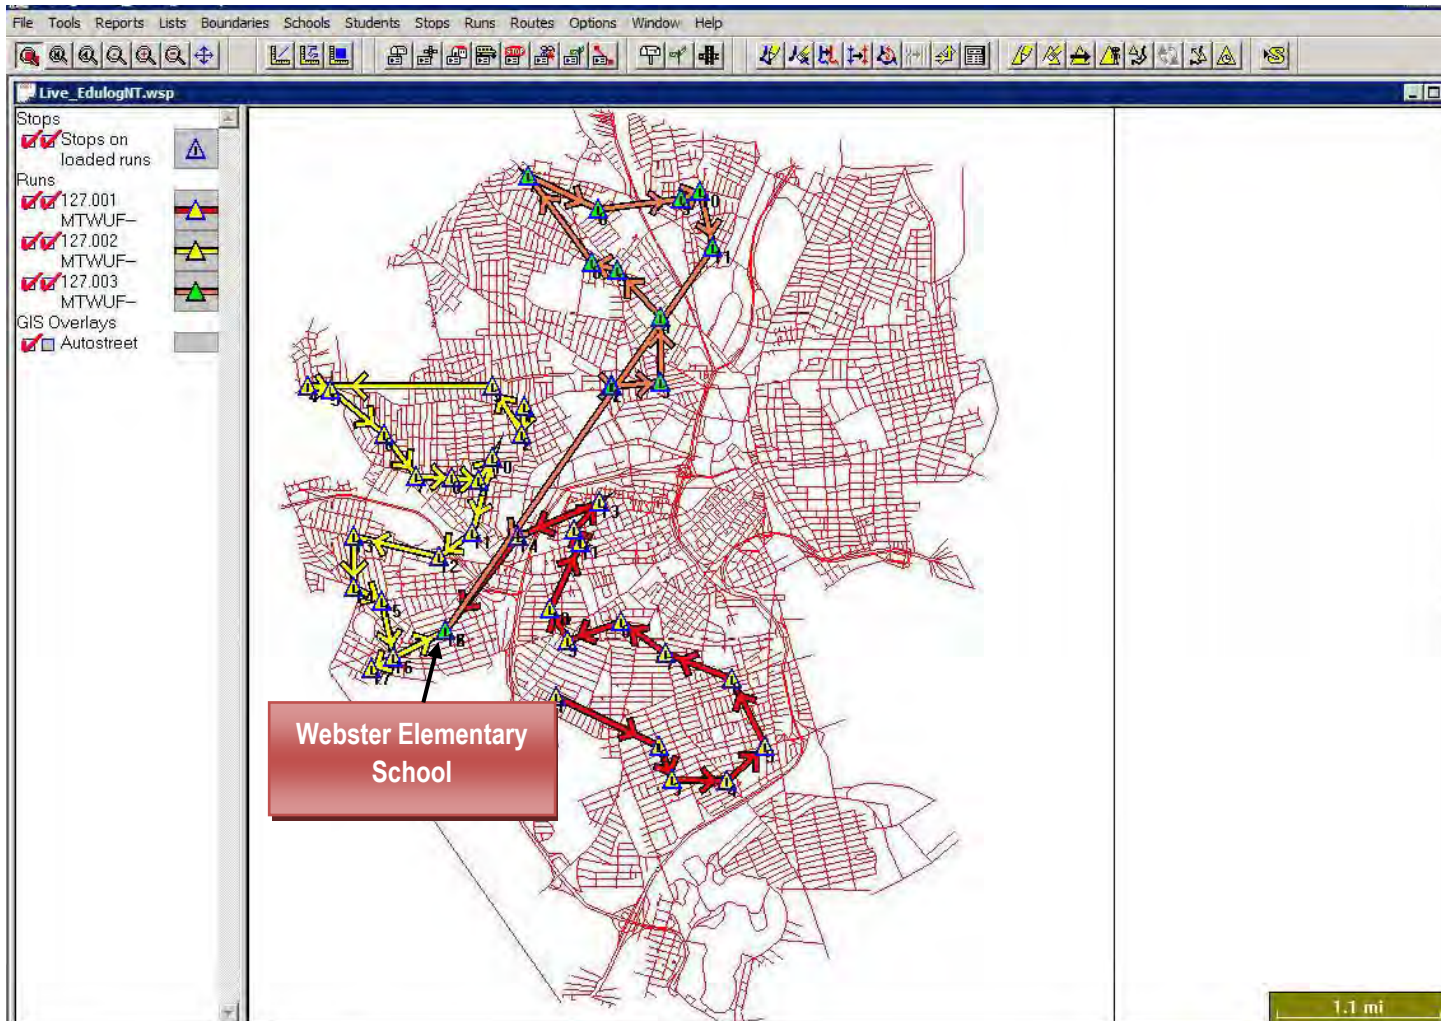 File Tools Reports Lists Boundaries Schools Students Stops Runs Routes Options Window Help
Live_EdulogNT.wsp
Stops
Stops on
loaded runs
Runs
127.001
MTWUF-
127.002
MTWUF-
127.003
MTWUF-
GIS Overlays
Autostreet
Webster Elementary
School
1.1 mi